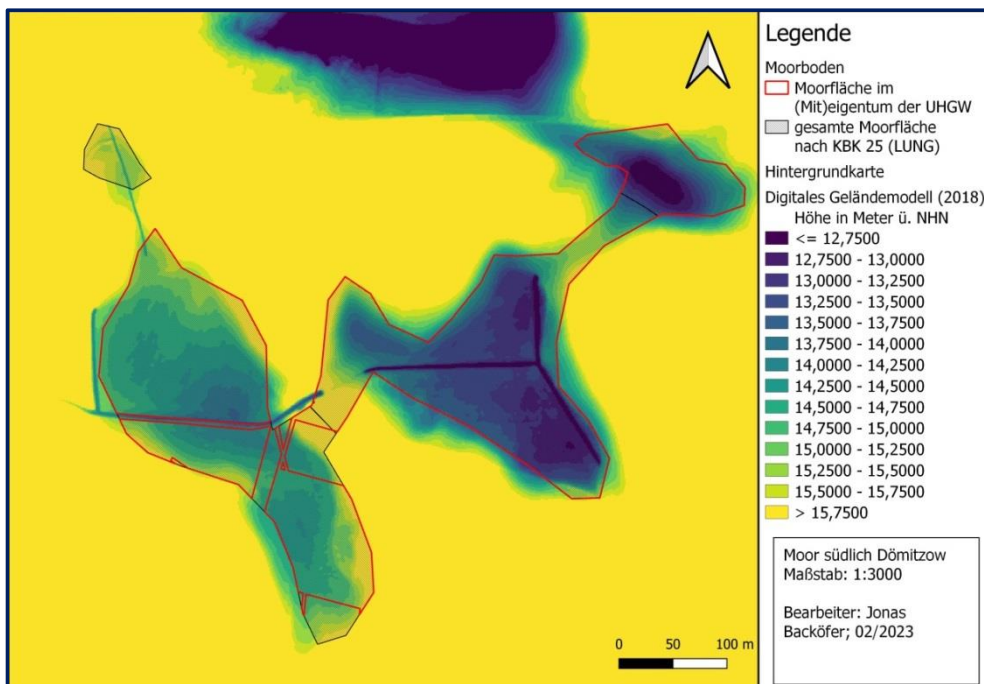 Legende
Moorboden
Moorfläche im
(Mit)eigentum der UHGW
gesamte Moorfläche
nach KBK 25 (LUNG)
Hintergrundkarte
Digitales Geländemodell (2018)
Höhe in Meter ü. NHN
<= 12,7500
12,7500 - 13,0000
13,0000 - 13,2500
13,2500 - 13,5000
13,5000 - 13,7500
13,7500 - 14,0000
14,0000 - 14,2500
14,2500 - 14,5000
14,5000 - 14,7500
14,7500 - 15,0000
15,0000 - 15,2500
15,2500 - 15,5000
15,5000 - 15,7500
> 15,7500
Moor südlich Dömitzow
Maßstab: 1:3000
Bearbeiter: Jonas
Backöfer; 02/2023
0 50 100 m